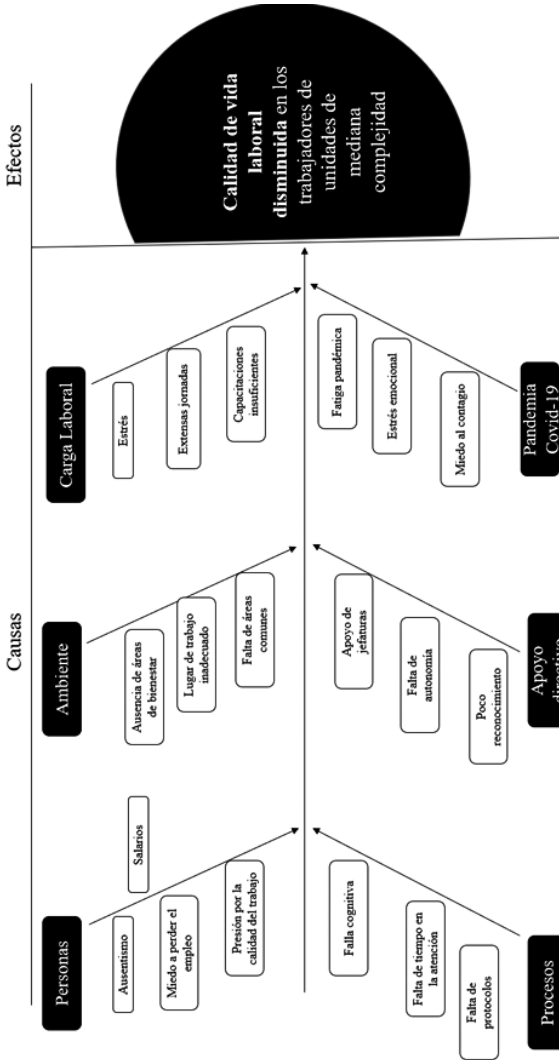 Causas
Efectos
Personas
Ausentismo
Salarios
Miedo a perder el
empleo
Presión por la
calidad del trabajo
Ambiente
Ausencia de áreas
de bienestar
Lugar de trabajo
inadecuado
Falta de áreas
comunes
Carga Laboral
Estrés
Extensas jornadas
Capacitaciones
insuficientes
Calidad de vida
laboral
disminuida en los
trabajadores de
unidades de
mediana
complejidad
Falla cognitiva
Falta de tiempo en
la atención
Falta de
protocolos
Procesos
Apoyo de
jefaturas
Falta de
autonomía
Poco
reconocimiento
Apoyo
directivo
Fatiga pandémica
Estrés emocional
Miedo al contagio
Pandemia
Covid-19